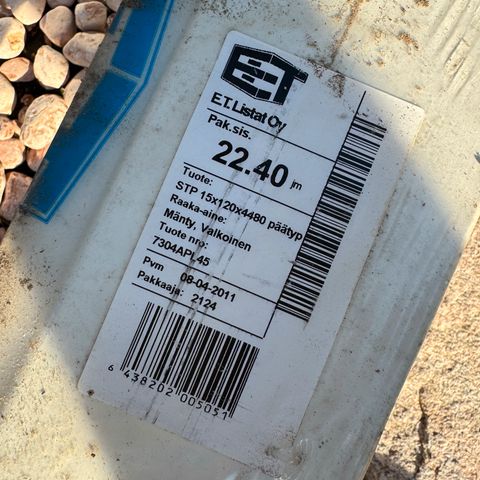 ET
E.T.Listat Oy
Pak.sis.
22.40 jm
Tuote:
STP 15x120x4480 päätyp
Raaka-aine:
Mänty, Valkoinen
Tuote nro:
7304APL45
Pvm 08-04-2011
Pakkaaja: 2124
6 438202 005051